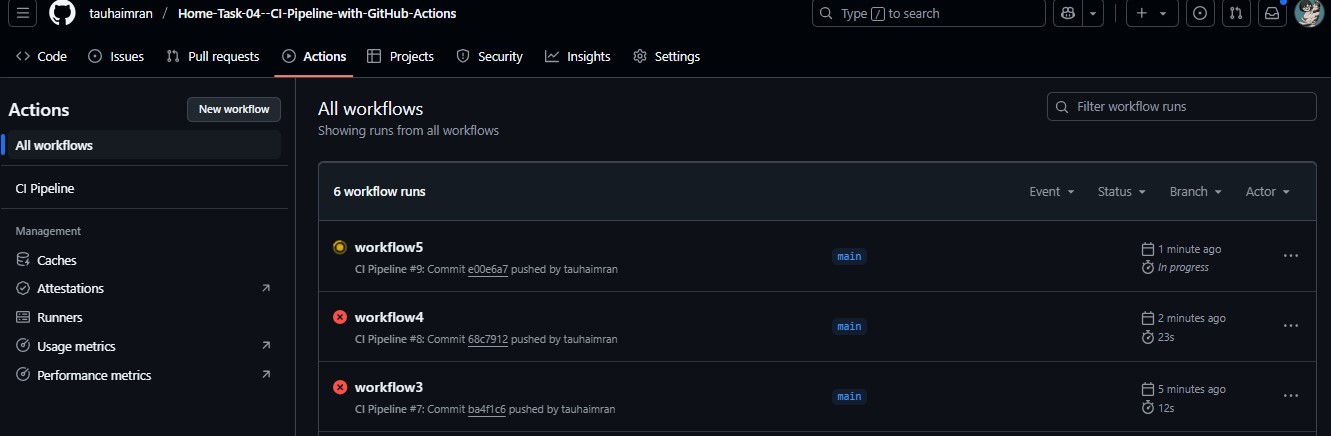 tauhaimran / Home-Task-04--CI-Pipeline-with-GitHub-Actions
Type / to search
Code Issues Pull requests Actions Projects Security Insights Settings
Actions
New workflow
All workflows
CI Pipeline
Management
Caches
Attestations
Runners
Usage metrics
Performance metrics
All workflows
Showing runs from all workflows
Filter workflow runs
6 workflow runs
Event Status Branch Actor
workflow5
CI Pipeline #9: Commit e00e6a7 pushed by tauhaimran
main
1 minute ago
In progress
workflow4
CI Pipeline #8: Commit 68c7912 pushed by tauhaimran
main
2 minutes ago
23s
workflow3
CI Pipeline #7: Commit ba4f1c6 pushed by tauhaimran
main
5 minutes ago
12s